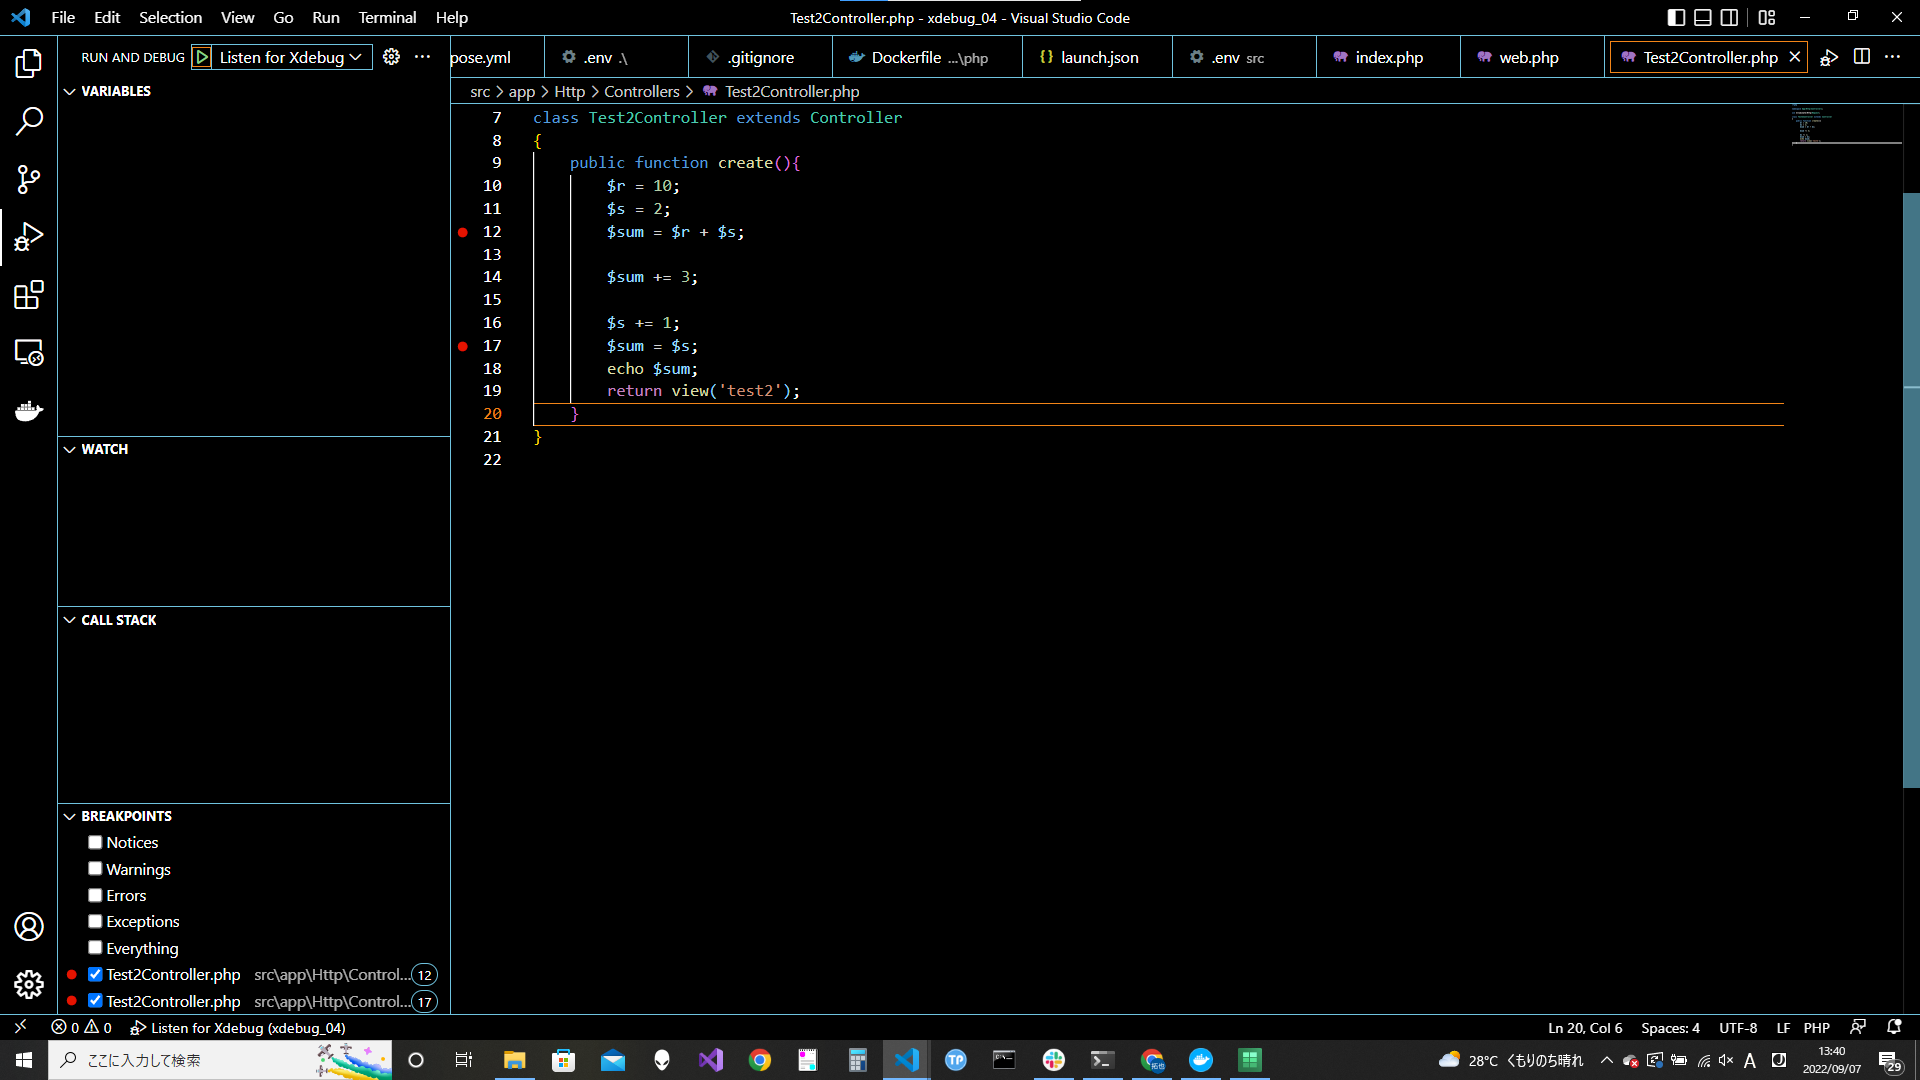 File Edit Selection View Go Run Terminal Help
Test2Controller.php - xdebug_04 - Visual Studio Code
RUN AND DEBUG Listen for Xdebug ...
pose.yml .env .\ .gitignore Dockerfile ...\php launch.json .env src index.php web.php Test2Controller.php
src > app > Http > Controllers > Test2Controller.php
VARIABLES
WATCH
CALL STACK
BREAKPOINTS
Notices
Warnings
Errors
Exceptions
Everything
Test2Controller.php src\app\Http\Control... 12
Test2Controller.php src\app\Http\Control... 17
7 class Test2Controller extends Controller
8 {
9 public function create(){
10 $r = 10;
11 $s = 2;
12 $sum = $r + $s;
13
14 $sum += 3;
15
16 $s += 1;
17 $sum = $s;
18 echo $sum;
19 return view('test2');
20 }
21 }
22
0 0 Listen for Xdebug (xdebug_04)
Ln 20, Col 6 Spaces: 4 UTF-8 LF PHP
ここに入力して検索
TP
28°C くもりのち晴れ
A
13:40
2022/09/07
29